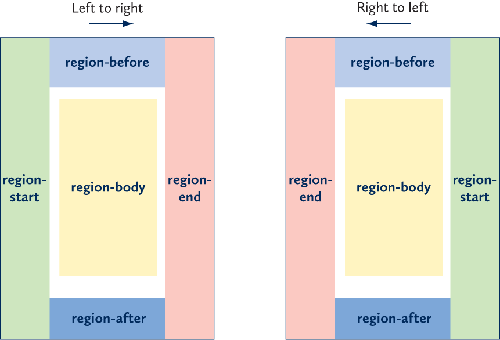 Left to right
region-before
region-
start
region-body
region-
end
region-after
Right to left
region-before
region-
end
region-body
region-
start
region-after